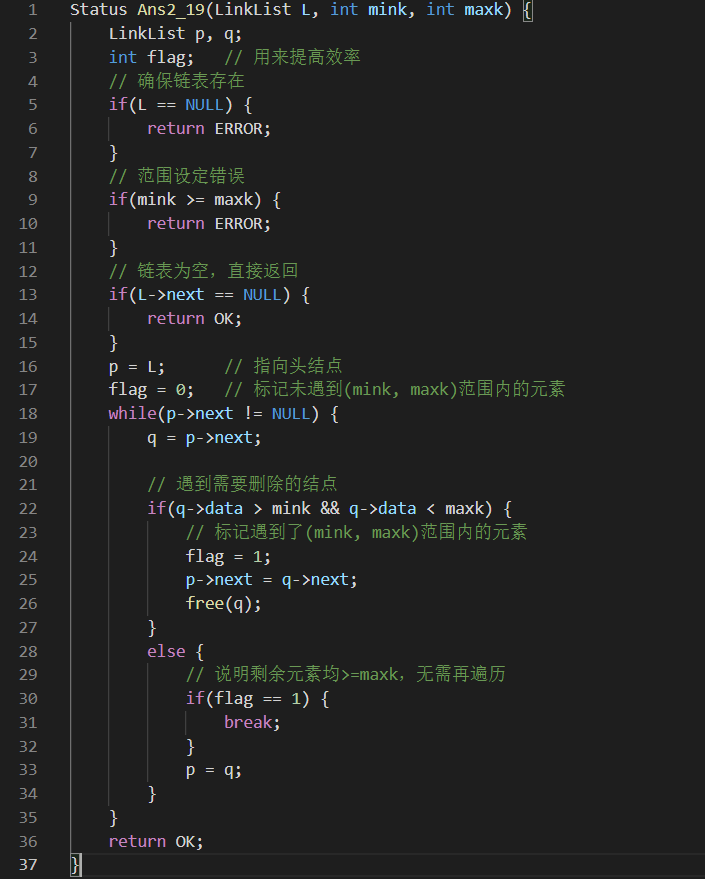 1 Status Ans2_19(LinkList L, int mink, int maxk) {
2     LinkList p, q;
3     int flag;   // 用来提高效率
4     // 确保链表存在
5     if(L == NULL) {
6         return ERROR;
7     }
8     // 范围设定错误
9     if(mink >= maxk) {
10         return ERROR;
11     }
12     // 链表为空，直接返回
13     if(L->next == NULL) {
14         return OK;
15     }
16     p = L;      // 指向头结点
17     flag = 0;   // 标记未遇到(mink, maxk)范围内的元素
18     while(p->next != NULL) {
19         q = p->next;
20
21         // 遇到需要删除的结点
22         if(q->data > mink && q->data < maxk) {
23             // 标记遇到了(mink, maxk)范围内的元素
24             flag = 1;
25             p->next = q->next;
26             free(q);
27         }
28         else {
29             // 说明剩余元素均>=maxk，无需再遍历
30             if(flag == 1) {
31                 break;
32             }
33             p = q;
34         }
35     }
36     return OK;
37 }